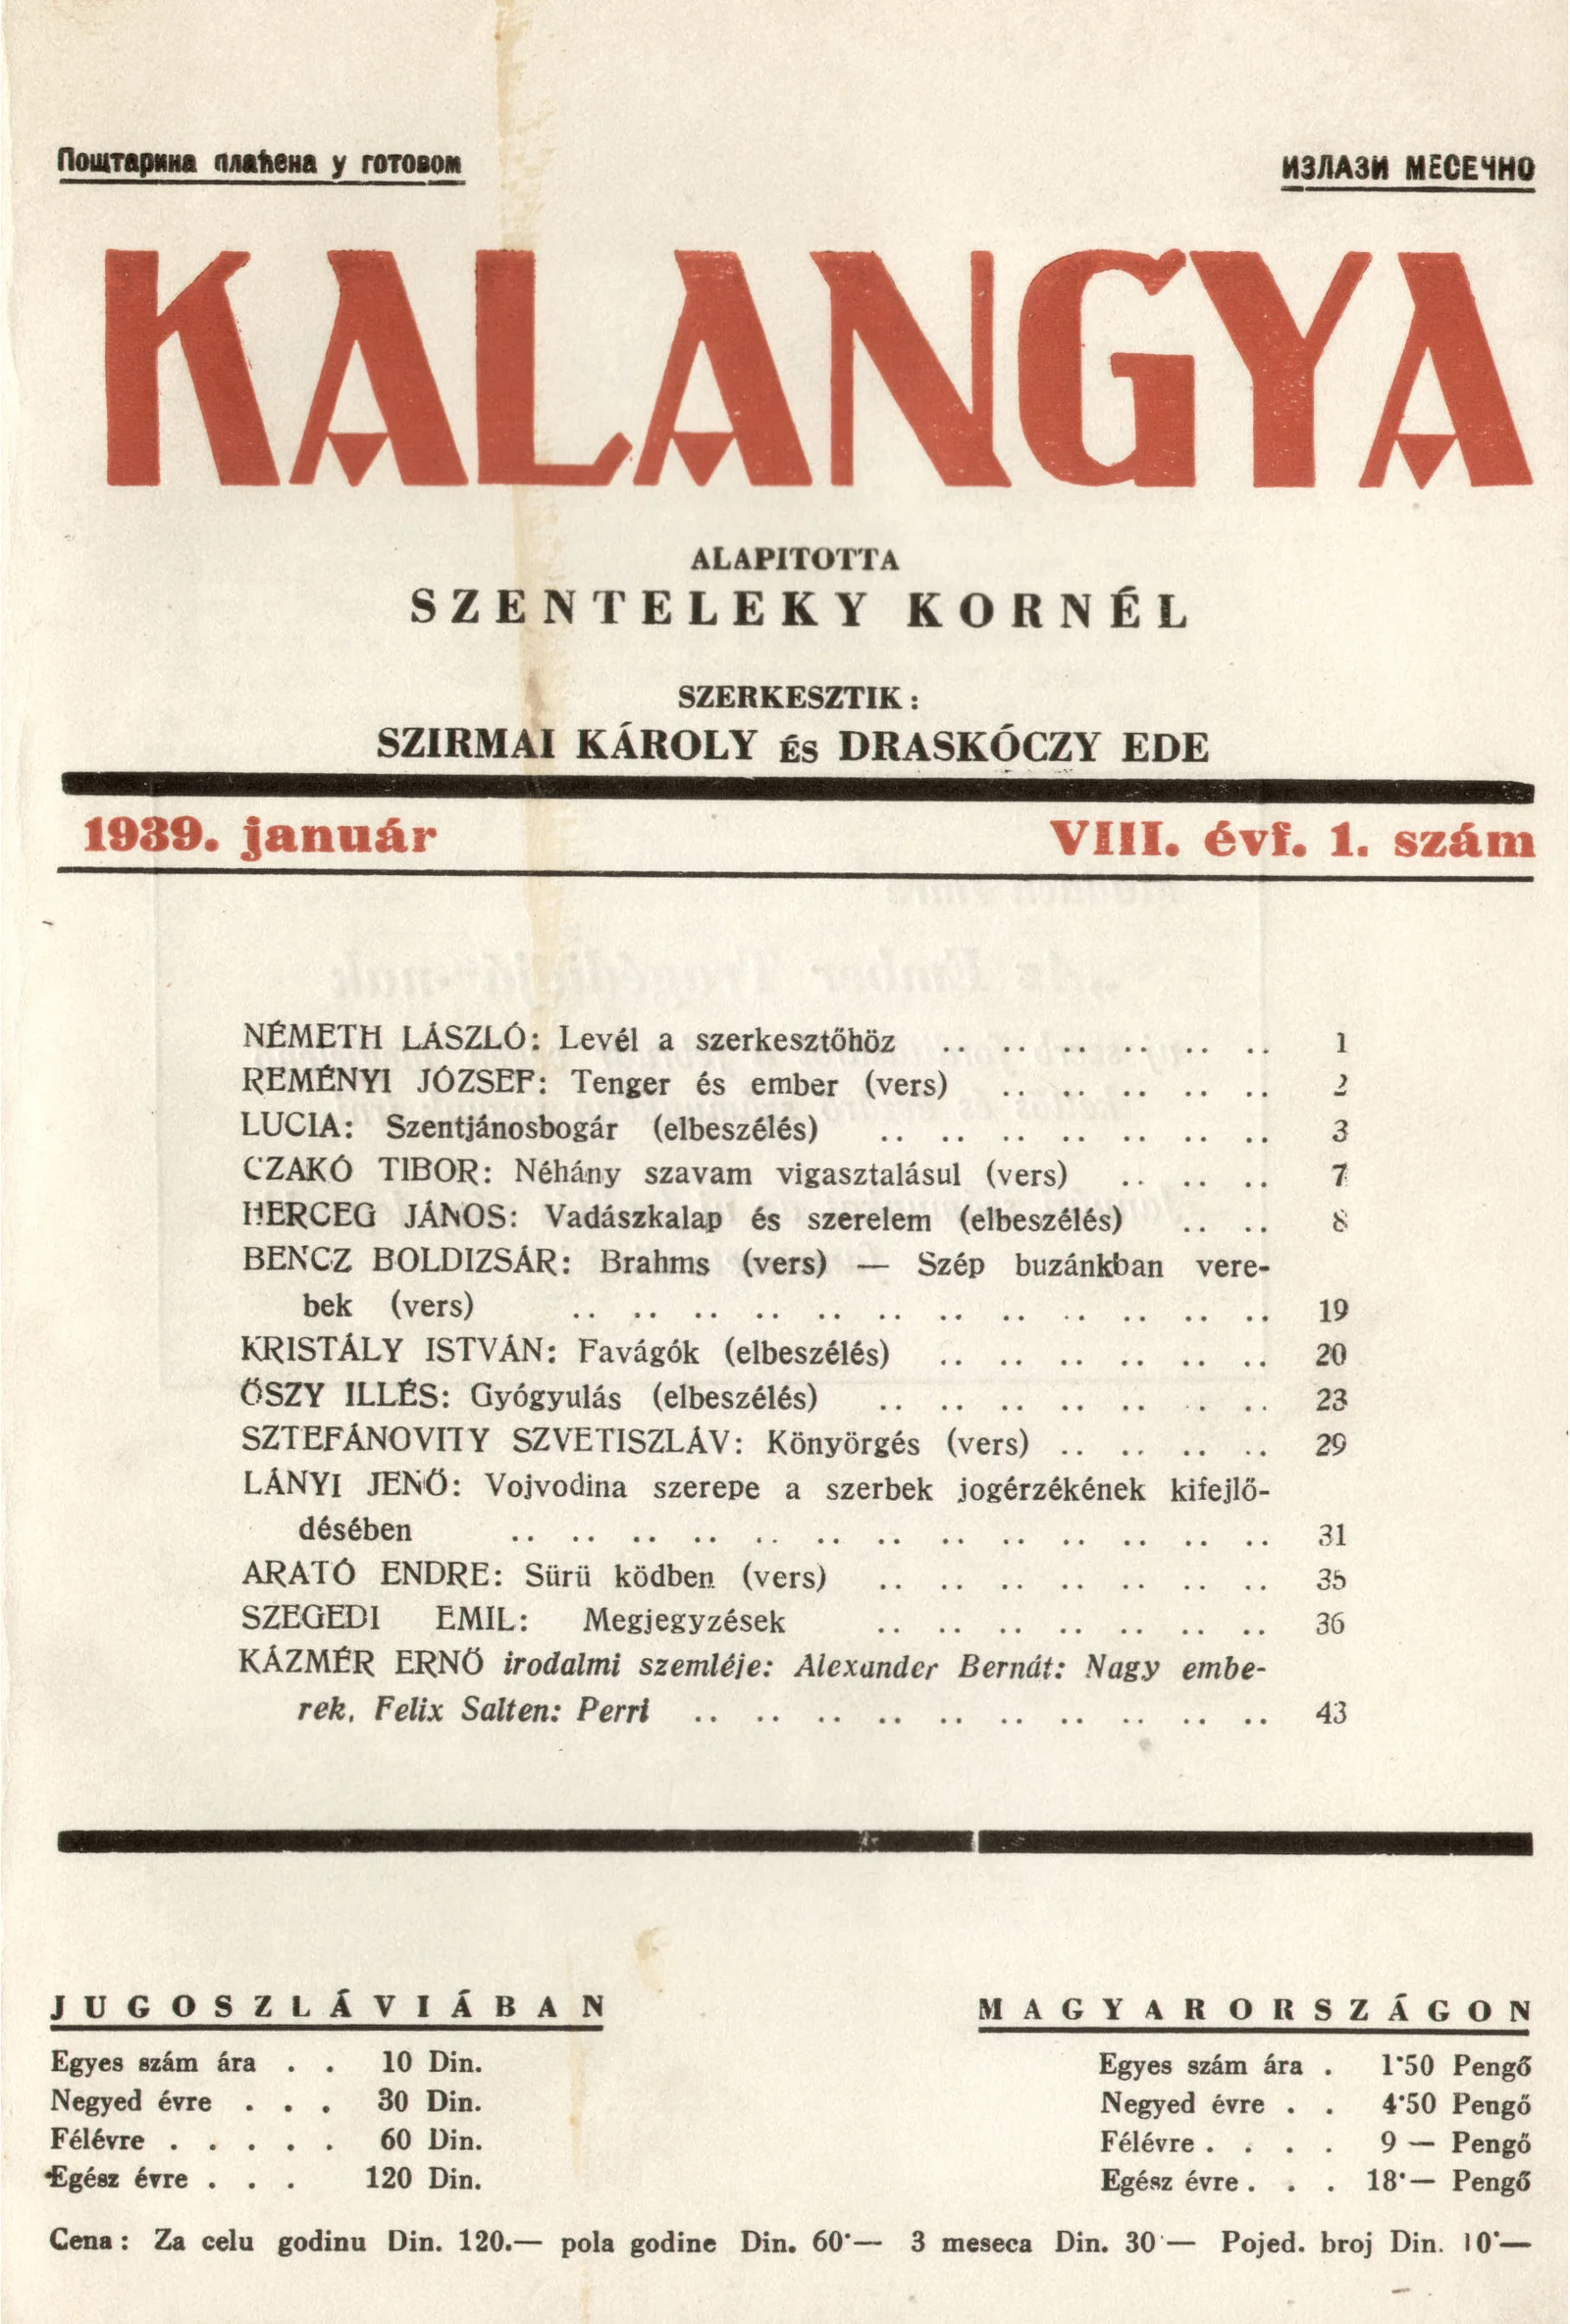 Поштарина плаћена у готовом
ИЗЛАЗИ МЕСЕЧНО
KALANGYA
ALAPITOTTA
SZENTELEKY KORNÉL
SZERKESZTIK:
SZIRMAI KÁROLY ÉS DRASKÓCZY EDE
1939. január VIII. évf. 1. szám
NÉMETH LÁSZLÓ: Levél a szerkesztőhöz .. .. .. .. .. .. 1
REMÉNYI JÓZSEF: Tenger és ember (vers) .. .. .. .. .. 2
LUCIA: Szentjánosbogár (elbeszélés) .. .. .. .. .. .. .. 3
CZAKÓ TIBOR: Néhány szavam vigasztalásul (vers) .. .. .. 7
HERCEG JÁNOS: Vadászkalap és szerelem (elbeszélés) .. .. 8
BENCZ BOLDIZSÁR: Brahms (vers) — Szép buzánkban vere-
bek (vers) .. .. .. .. .. .. .. .. .. .. .. .. 19
KRISTÁLY ISTVÁN: Favágók (elbeszélés) .. .. .. .. .. .. 20
ŐSZY ILLÉS: Gyógyulás (elbeszélés) .. .. .. .. .. .. .. 23
SZTEFÁNOVITY SZVETISZLÁV: Könyörgés (vers) .. .. .. .. 29
LÁNYI JENŐ: Vojvodina szerepe a szerbek jogérzékének kifejlő-
désében .. .. .. .. .. .. .. .. .. .. .. .. .. 31
ARATÓ ENDRE: Sürü ködben (vers) .. .. .. .. .. .. .. 35
SZEGEDI EMIL: Megjegyzések .. .. .. .. .. .. .. 36
KÁZMÉR ERNŐ irodalmi szemléje: Alexander Bernát: Nagy embe-
rek, Felix Salten: Perri .. .. .. .. .. .. .. .. .. .. 43
JUGOSZLÁVIÁBAN
Egyes szám ára . . 10 Din.
Negyed évre . . . 30 Din.
Félévre . . . . . 60 Din.
Egész évre . . . 120 Din.
MAGYARORSZÁGON
Egyes szám ára . 1·50 Pengő
Negyed évre . . 4·50 Pengő
Félévre . . . . 9 — Pengő
Egész évre . . . 18·— Pengő
Cena: Za celu godinu Din. 120.— pola godine Din. 60·— 3 meseca Din. 30·— Pojed. broj Din. 10·—